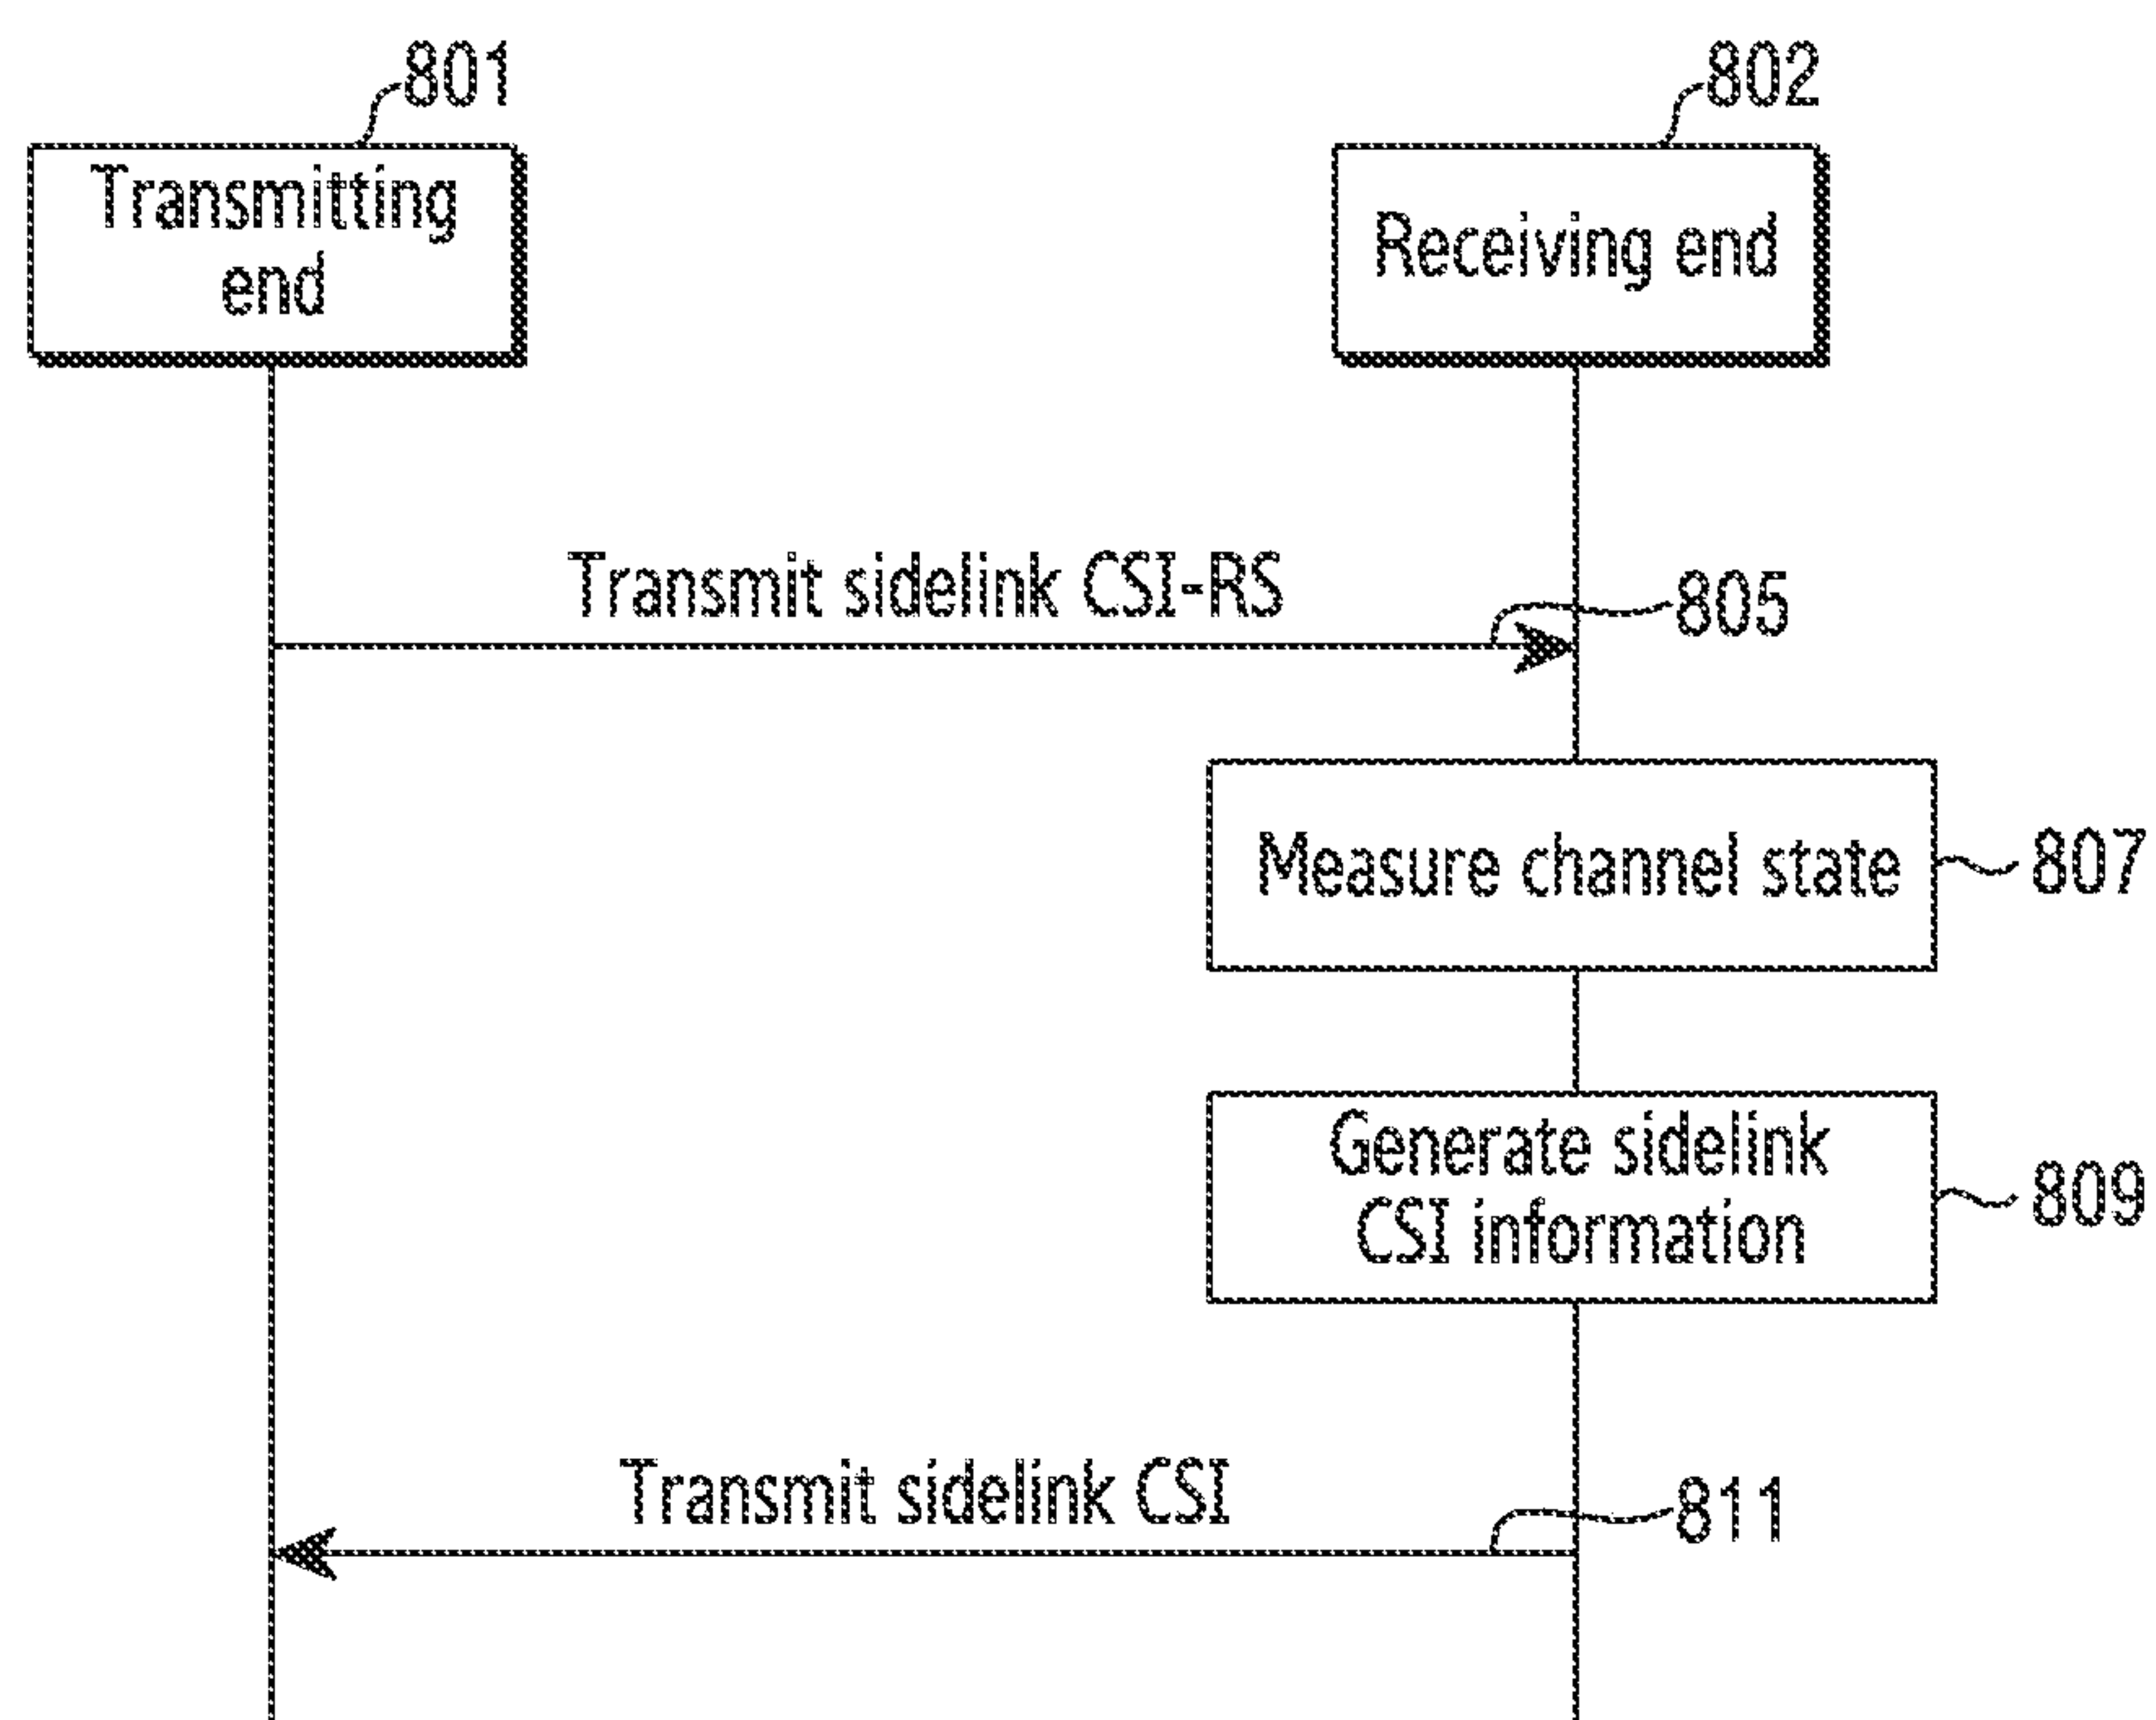 801
802
Transmitting
end
Receiving end
Transmit sidelink CSI-RS
805
Measure channel state
807
Generate sidelink
CSI information
809
Transmit sidelink CSI
811